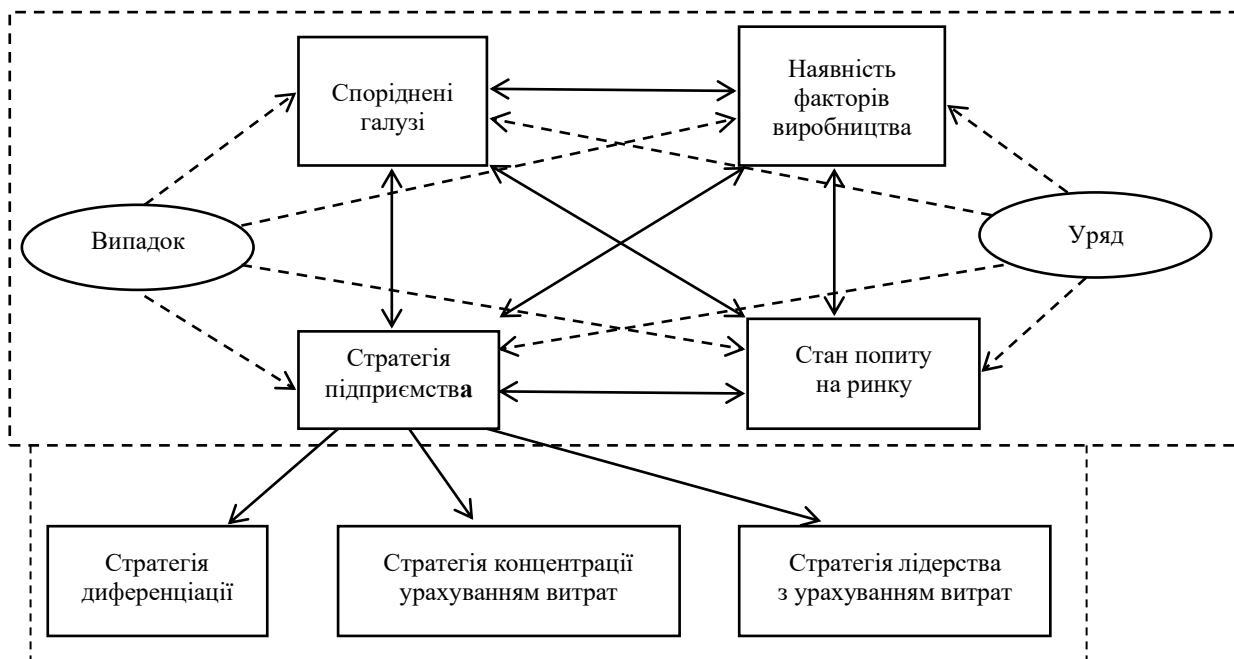 Споріднені
галузі
Наявність
факторів
виробництва
Випадок
Уряд
Стратегія
підприємства
Стан попиту
на ринку
Стратегія
диференціації
Стратегія концентрації
урахуванням витрат
Стратегія лідерства
з урахуванням витрат